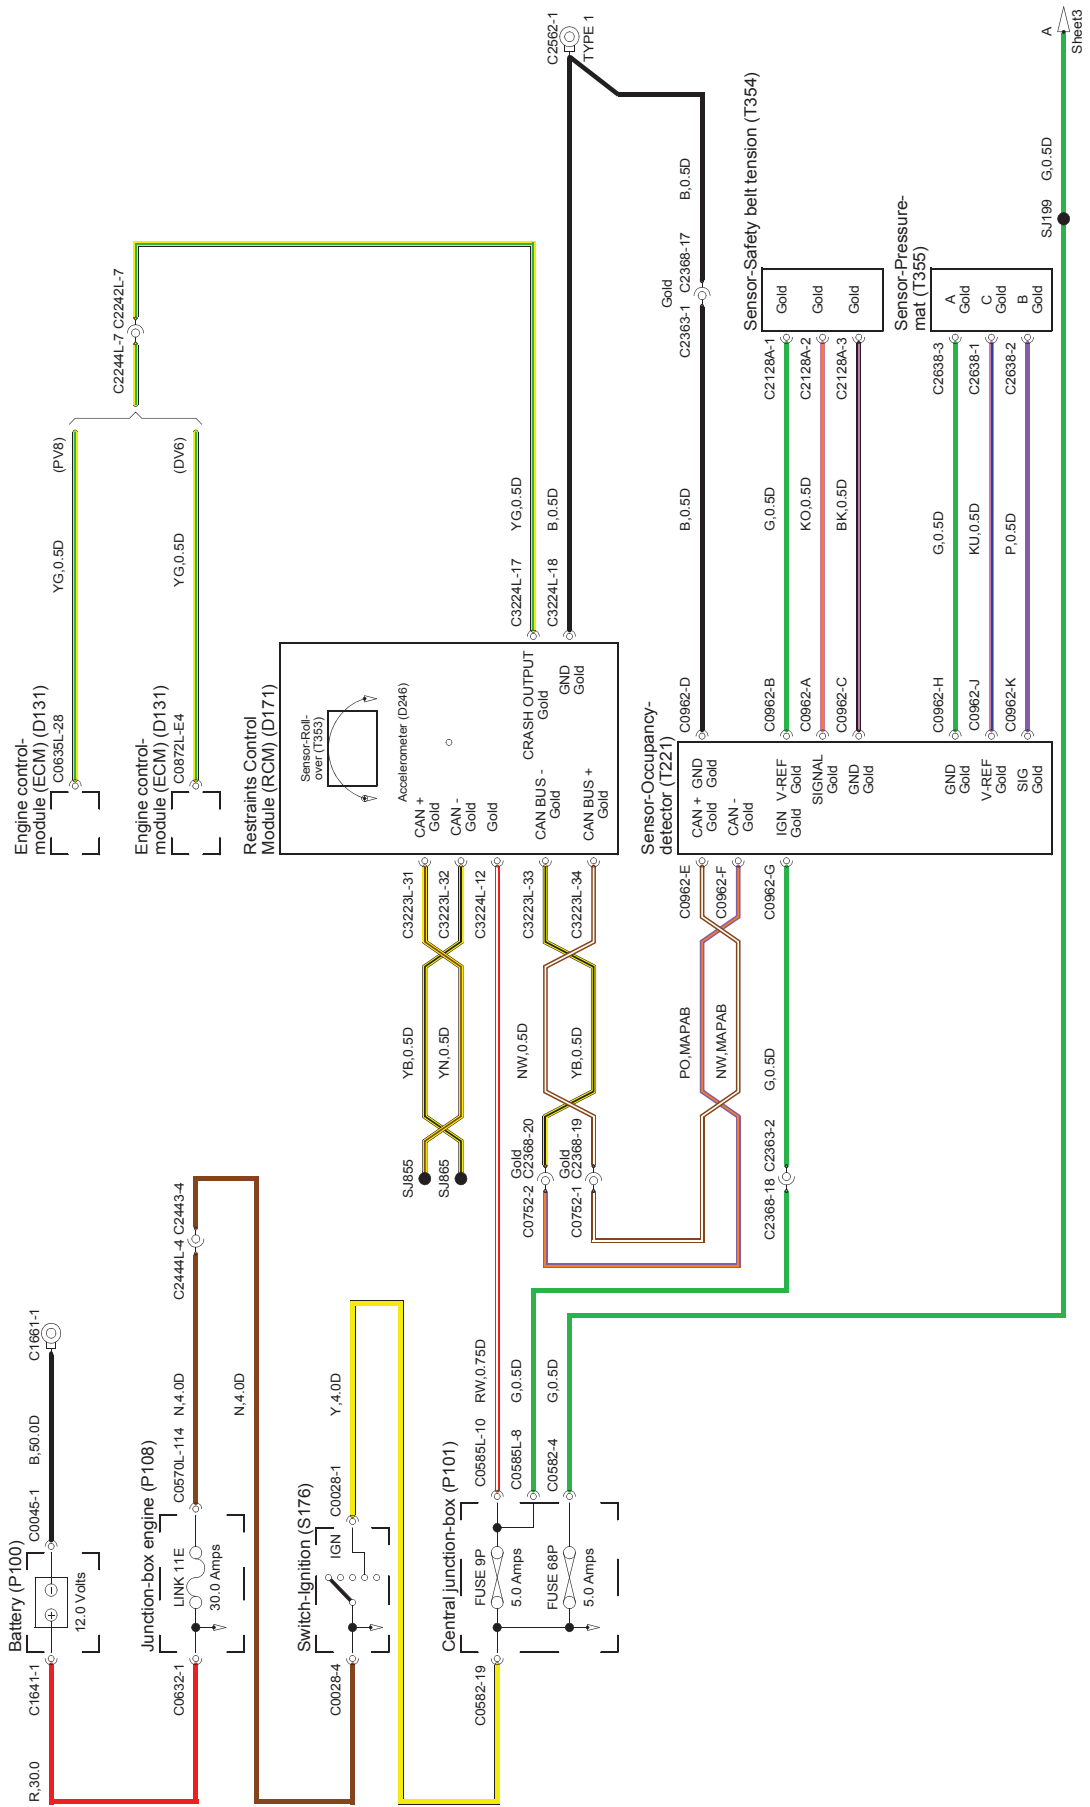 Battery (P100)
12.0 Volts
C1641-1
R,30.0
C0045-1
B,50.0D
C1661-1
Junction-box engine (P108)
LINK 11E
30.0 Amps
C0632-1
C0570L-114
N,4.0D
C2444L-4
C2443-4
N,4.0D
Switch-Ignition (S176)
IGN
C0028-4
C0028-1
Y,4.0D
Central junction-box (P101)
FUSE 9P
5.0 Amps
FUSE 68P
5.0 Amps
C0582-19
C0585L-10
RW,0.75D
C0585L-8
G,0.5D
C0582-4
G,0.5D
Engine control-
module (ECM) (D131)
C0635L-28
YG,0.5D
(PV8)
Engine control-
module (ECM) (D131)
C0872L-E4
YG,0.5D
(DV6)
C2244L-7
C2242L-7
Restraints Control
Module (RCM) (D171)
Sensor-Roll-
over (T353)
Accelerometer (D246)
CAN +
Gold
CAN -
Gold
Gold
CAN BUS -
Gold
CAN BUS +
Gold
CRASH OUTPUT
Gold
GND
Gold
C3223L-31
C3223L-32
C3224L-12
C3223L-33
C3223L-34
YB,0.5D
YN,0.5D
SJ855
SJ865
NW,0.5D
YB,0.5D
Gold
C2368-20
Gold
C2368-19
C0752-2
C0752-1
C3224L-17
YG,0.5D
C3224L-18
B,0.5D
C2562-1
TYPE 1
Sensor-Occupancy-
detector (T221)
CAN +
Gold
GND
Gold
CAN -
Gold
IGN
Gold
V-REF
Gold
SIGNAL
Gold
GND
Gold
GND
Gold
V-REF
Gold
SIG
Gold
C0962-E
C0962-F
C0962-G
PO,MAPAB
NW,MAPAB
G,0.5D
C2368-18
C2363-2
C0962-D
B,0.5D
C2363-1
Gold
C2368-17
B,0.5D
C0962-B
G,0.5D
C2128A-1
C0962-A
KO,0.5D
C2128A-2
C0962-C
BK,0.5D
C2128A-3
Sensor-Safety belt tension (T354)
Gold
Gold
Gold
C0962-H
G,0.5D
C2638-3
C0962-J
KU,0.5D
C2638-1
C0962-K
P,0.5D
C2638-2
Sensor-Pressure-
mat (T355)
A
Gold
C
Gold
B
Gold
SJ199
G,0.5D
A
Sheet3